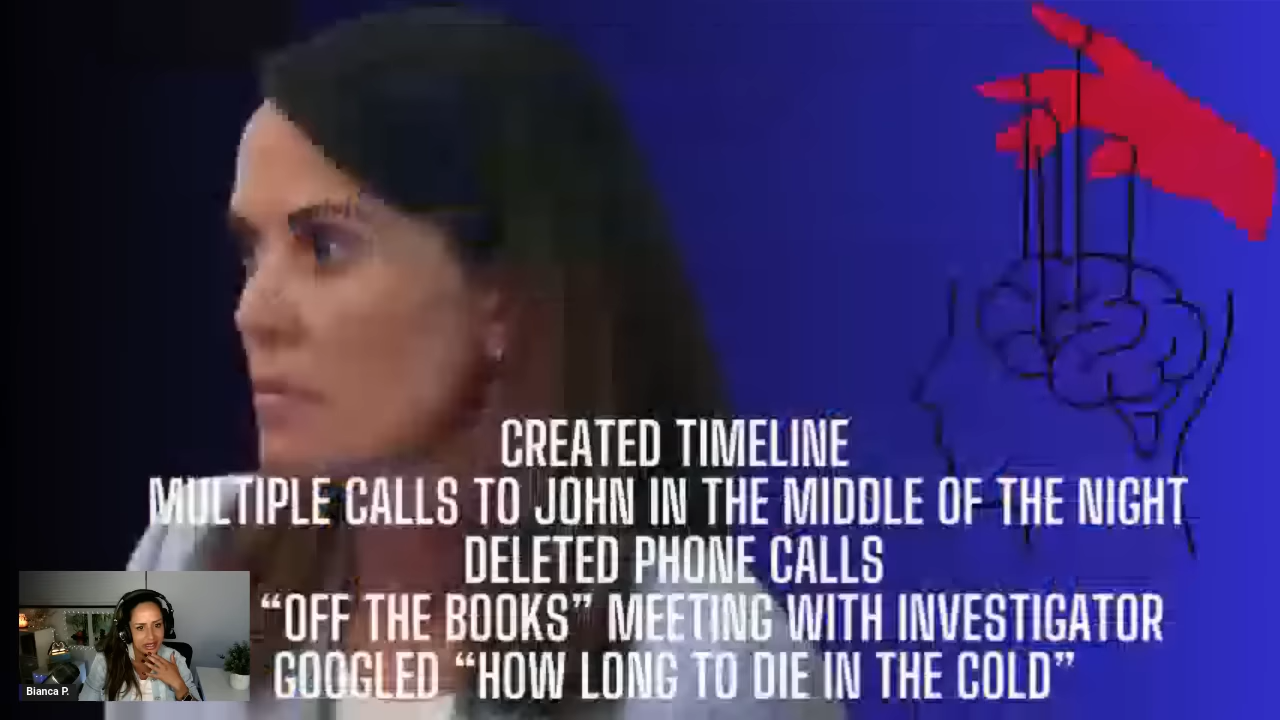 CREATED TIMELINE
MULTIPLE CALLS TO JOHN IN THE MIDDLE OF THE NIGHT
DELETED PHONE CALLS
“OFF THE BOOKS” MEETING WITH INVESTIGATOR
GOOGLED “HOW LONG TO DIE IN THE COLD”
Bianca P.